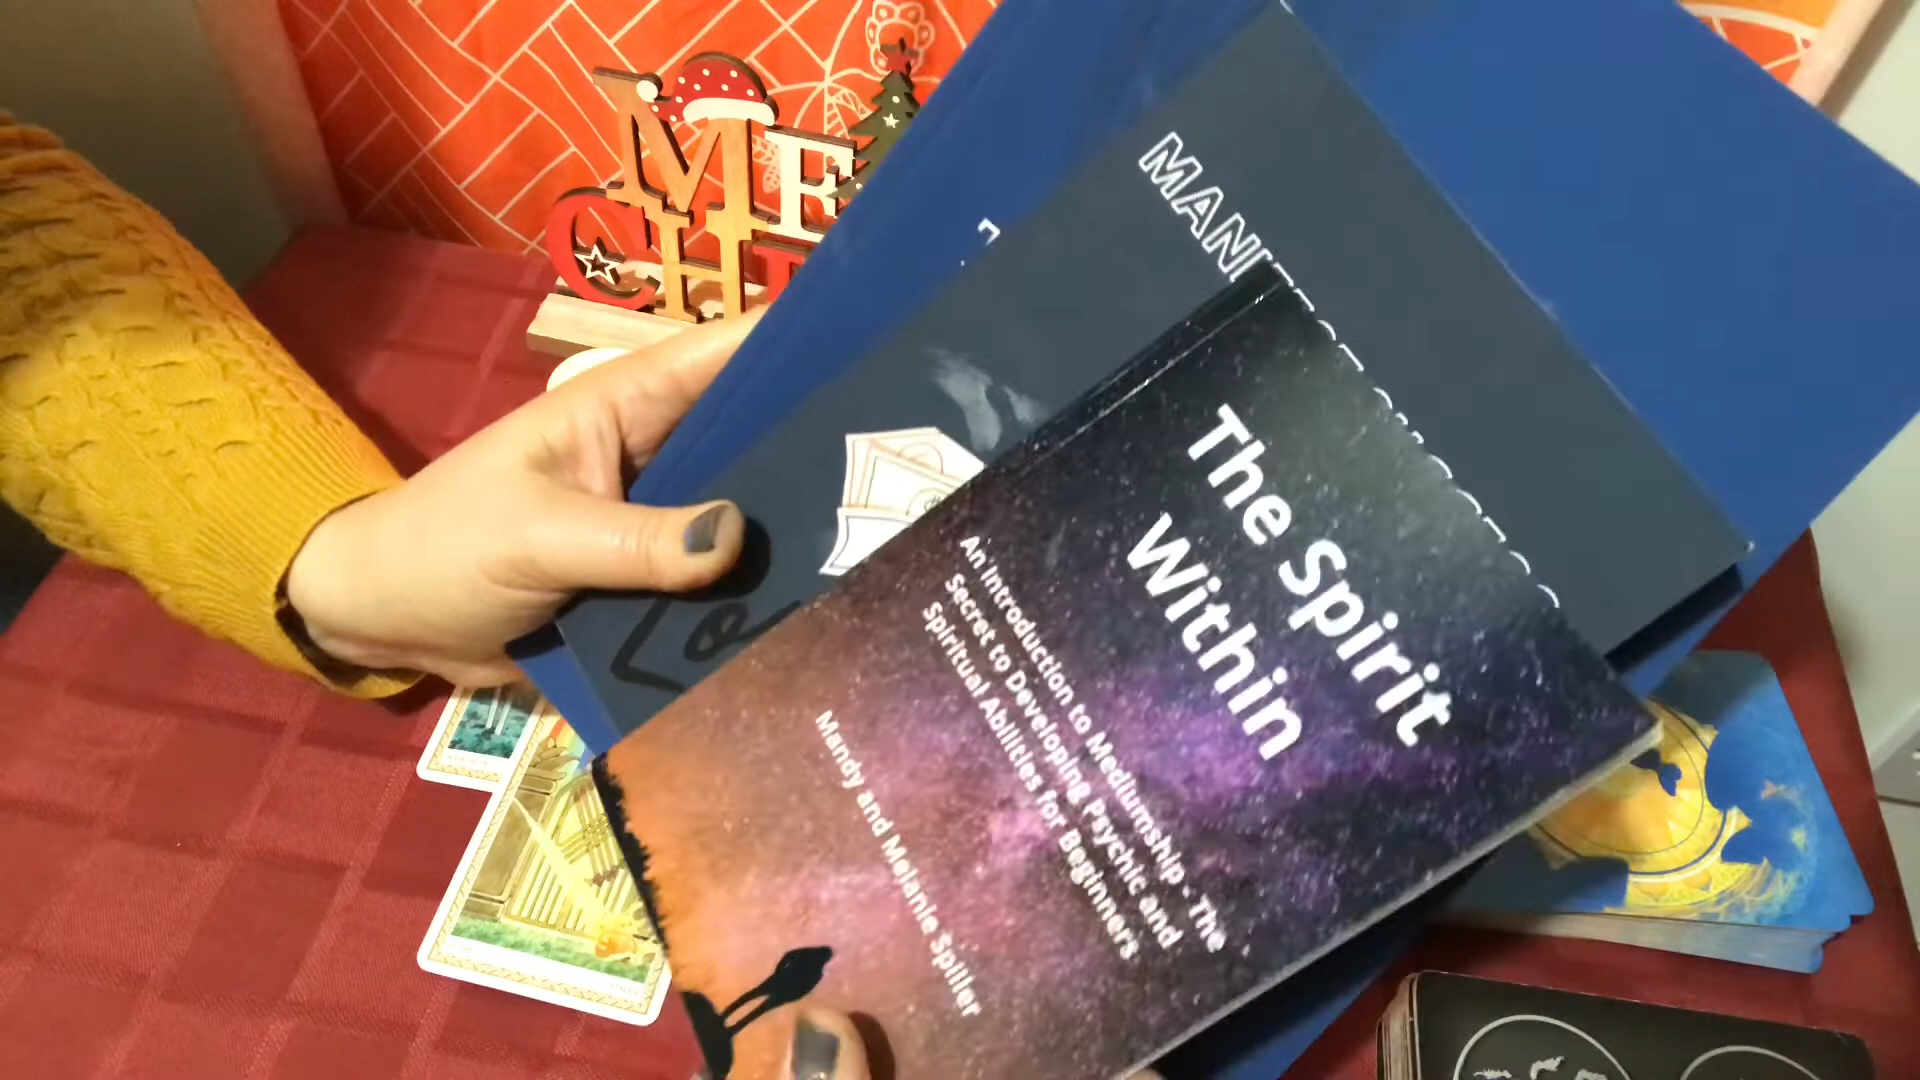 ME
CH
MANI
The Spirit
Within
An Introduction to Mediumship - The
Secret to Developing Psychic and
Spiritual Abilities for Beginners
Mandy and Melanie Spiller